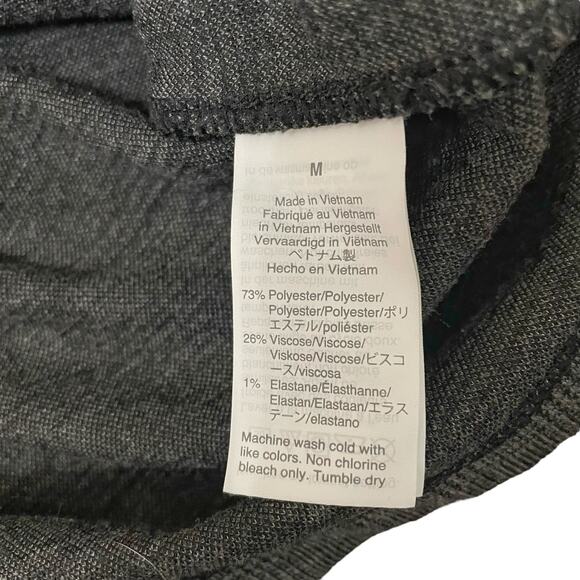 M
Made in Vietnam
Fabriqué au Vietnam
in Vietnam Hergestellt
Vervaardigd in Viëtnam
ベトナム製
Hecho en Vietnam
73% Polyester/Polyester/
Polyester/Polyester/ポリ
エステル/poliéster
26% Viscose/Viscose/
Viskose/Viscose/ビスコ
ース/viscosa
1% Elastane/Élasthanne/
Elastan/Elastaan/エラス
テーン/elastano
Machine wash cold with
like colors. Non chlorine
bleach only. Tumble dry